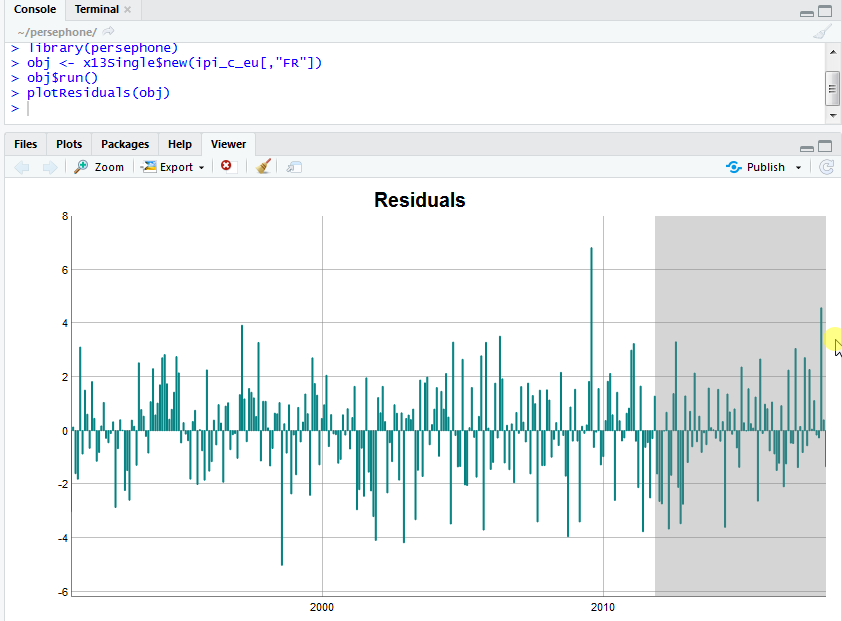 Console Terminal
~/persephone/
> library(persephone)
> obj <- x13Single$new(ipi_c_eu[,"FR"])
> obj$run()
> plotResiduals(obj)
>
Files Plots Packages Help Viewer
Zoom Export Publish
Residuals
8
6
4
2
0
-2
-4
-6
2000 2010